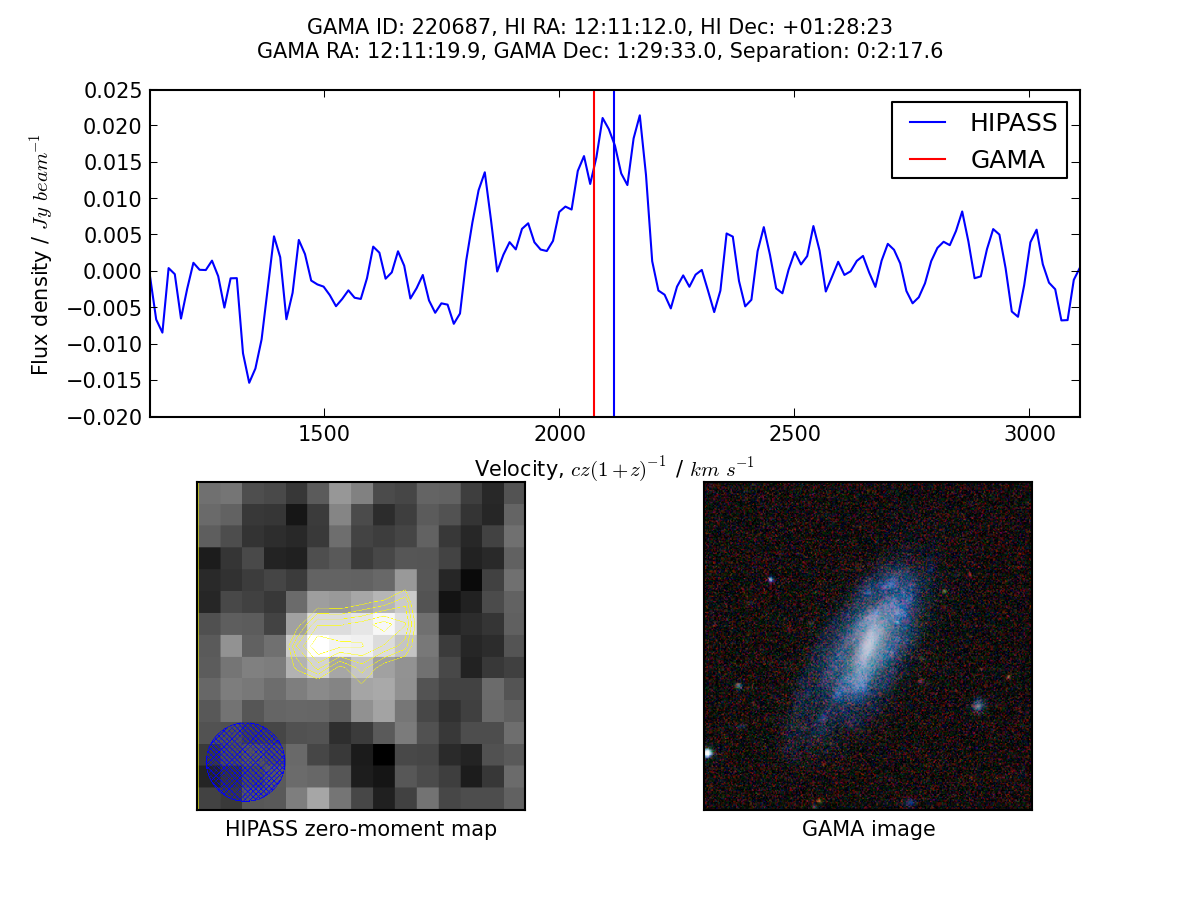 GAMA ID: 220687, HI RA: 12:11:12.0, HI Dec: +01:28:23
GAMA RA: 12:11:19.9, GAMA Dec: 1:29:33.0, Separation: 0:2:17.6
0.025
0.020
0.015
0.010
0.005
0.000
−0.005
−0.010
−0.015
−0.020
Flux density / Jy beam⁻¹
HIPASS
GAMA
1500 2000 2500 3000
Velocity, cz(1+z)⁻¹ / km s⁻¹
HIPASS zero-moment map
GAMA image